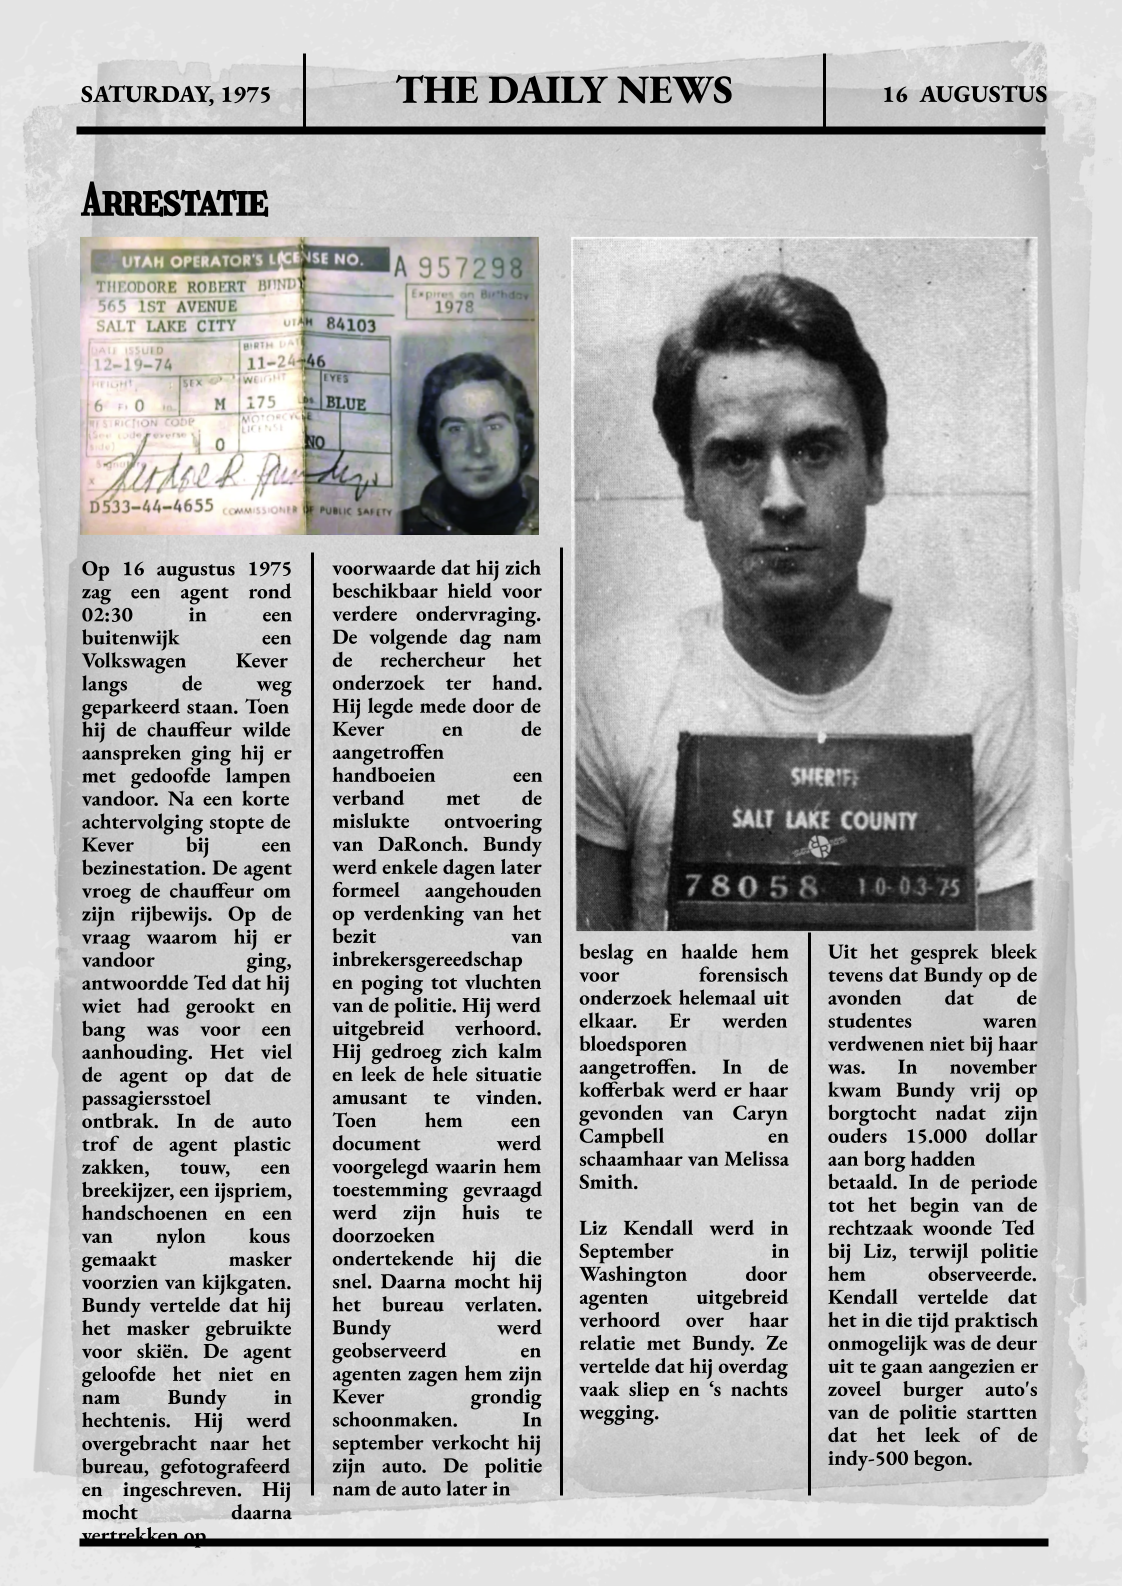 SATURDAY, 1975
THE DAILY NEWS
16 AUGUSTUS
ARRESTATIE
UTAH OPERATOR'S LICENSE NO.
A 957298
THEODORE ROBERT BUNDY
565 1ST AVENUE
SALT LAKE CITY UTAH 84103
Expires on Birthday
1978
DATE ISSUED
12-19-74
BIRTH DATE
11-24-46
HEIGHT
6 Ft 0 In.
SEX
M
WEIGHT
175 Lbs
EYES
BLUE
RESTRICTION CODE
(See code reverse
side)
0
MOTORCYCLE
LICENSE
NO
Signature
x Theodore R. Bundy
D533-44-4655 COMMISSIONER OF PUBLIC SAFETY
SHERIFF
SALT LAKE COUNTY
78058 10-03-75
Op 16 augustus 1975
zag een agent rond
02:30 in een
buitenwijk een
Volkswagen Kever
langs de weg
geparkeerd staan. Toen
hij de chauffeur wilde
aanspreken ging hij er
met gedoofde lampen
vandoor. Na een korte
achtervolging stopte de
Kever bij een
bezinestation. De agent
vroeg de chauffeur om
zijn rijbewijs. Op de
vraag waarom hij er
vandoor ging,
antwoordde Ted dat hij
wiet had gerookt en
bang was voor een
aanhouding. Het viel
de agent op dat de
passagiersstoel
ontbrak. In de auto
trof de agent plastic
zakken, touw, een
breekijzer, een ijspriem,
handschoenen en een
van nylon kous
gemaakt masker
voorzien van kijkgaten.
Bundy vertelde dat hij
het masker gebruikte
voor skiën. De agent
geloofde het niet en
nam Bundy in
hechtenis. Hij werd
overgebracht naar het
bureau, gefotografeerd
en ingeschreven. Hij
mocht daarna
vertrekken op
voorwaarde dat hij zich
beschikbaar hield voor
verdere ondervraging.
De volgende dag nam
de rechercheur het
onderzoek ter hand.
Hij legde mede door de
Kever en de
aangetroffen
handboeien een
verband met de
mislukte ontvoering
van DaRonch. Bundy
werd enkele dagen later
formeel aangehouden
op verdenking van het
bezit van
inbrekersgereedschap
en poging tot vluchten
van de politie. Hij werd
uitgebreid verhoord.
Hij gedroeg zich kalm
en leek de hele situatie
amusant te vinden.
Toen hem een
document werd
voorgelegd waarin hem
toestemming gevraagd
werd zijn huis te
doorzoeken
ondertekende hij die
snel. Daarna mocht hij
het bureau verlaten.
Bundy werd
geobserveerd en
agenten zagen hem zijn
Kever grondig
schoonmaken. In
september verkocht hij
zijn auto. De politie
nam de auto later in
beslag en haalde hem
voor forensisch
onderzoek helemaal uit
elkaar. Er werden
bloedsporen
aangetroffen. In de
kofferbak werd er haar
gevonden van Caryn
Campbell en
schaamhaar van Melissa
Smith.
Liz Kendall werd in
September in
Washington door
agenten uitgebreid
verhoord over haar
relatie met Bundy. Ze
vertelde dat hij overdag
vaak sliep en ‘s nachts
wegging.
Uit het gesprek bleek
tevens dat Bundy op de
avonden dat de
studentes waren
verdwenen niet bij haar
was. In november
kwam Bundy vrij op
borgtocht nadat zijn
ouders 15.000 dollar
aan borg hadden
betaald. In de periode
tot het begin van de
rechtzaak woonde Ted
bij Liz, terwijl politie
hem observeerde.
Kendall vertelde dat
het in die tijd praktisch
onmogelijk was de deur
uit te gaan aangezien er
zoveel burger auto's
van de politie startten
dat het leek of de
indy-500 begon.